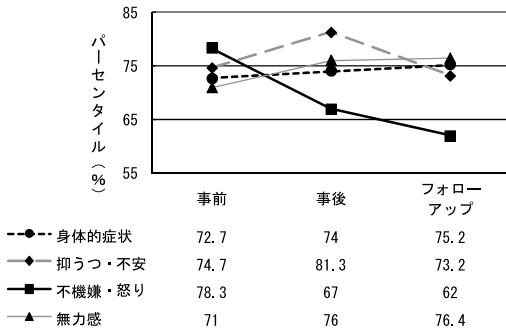 85
75
65
55
パーセンタイル（％）
事前 事後 フォロー
アップ
身体的症状 72.7 74 75.2
抑うつ・不安 74.7 81.3 73.2
不機嫌・怒り 78.3 67 62
無力感 71 76 76.4